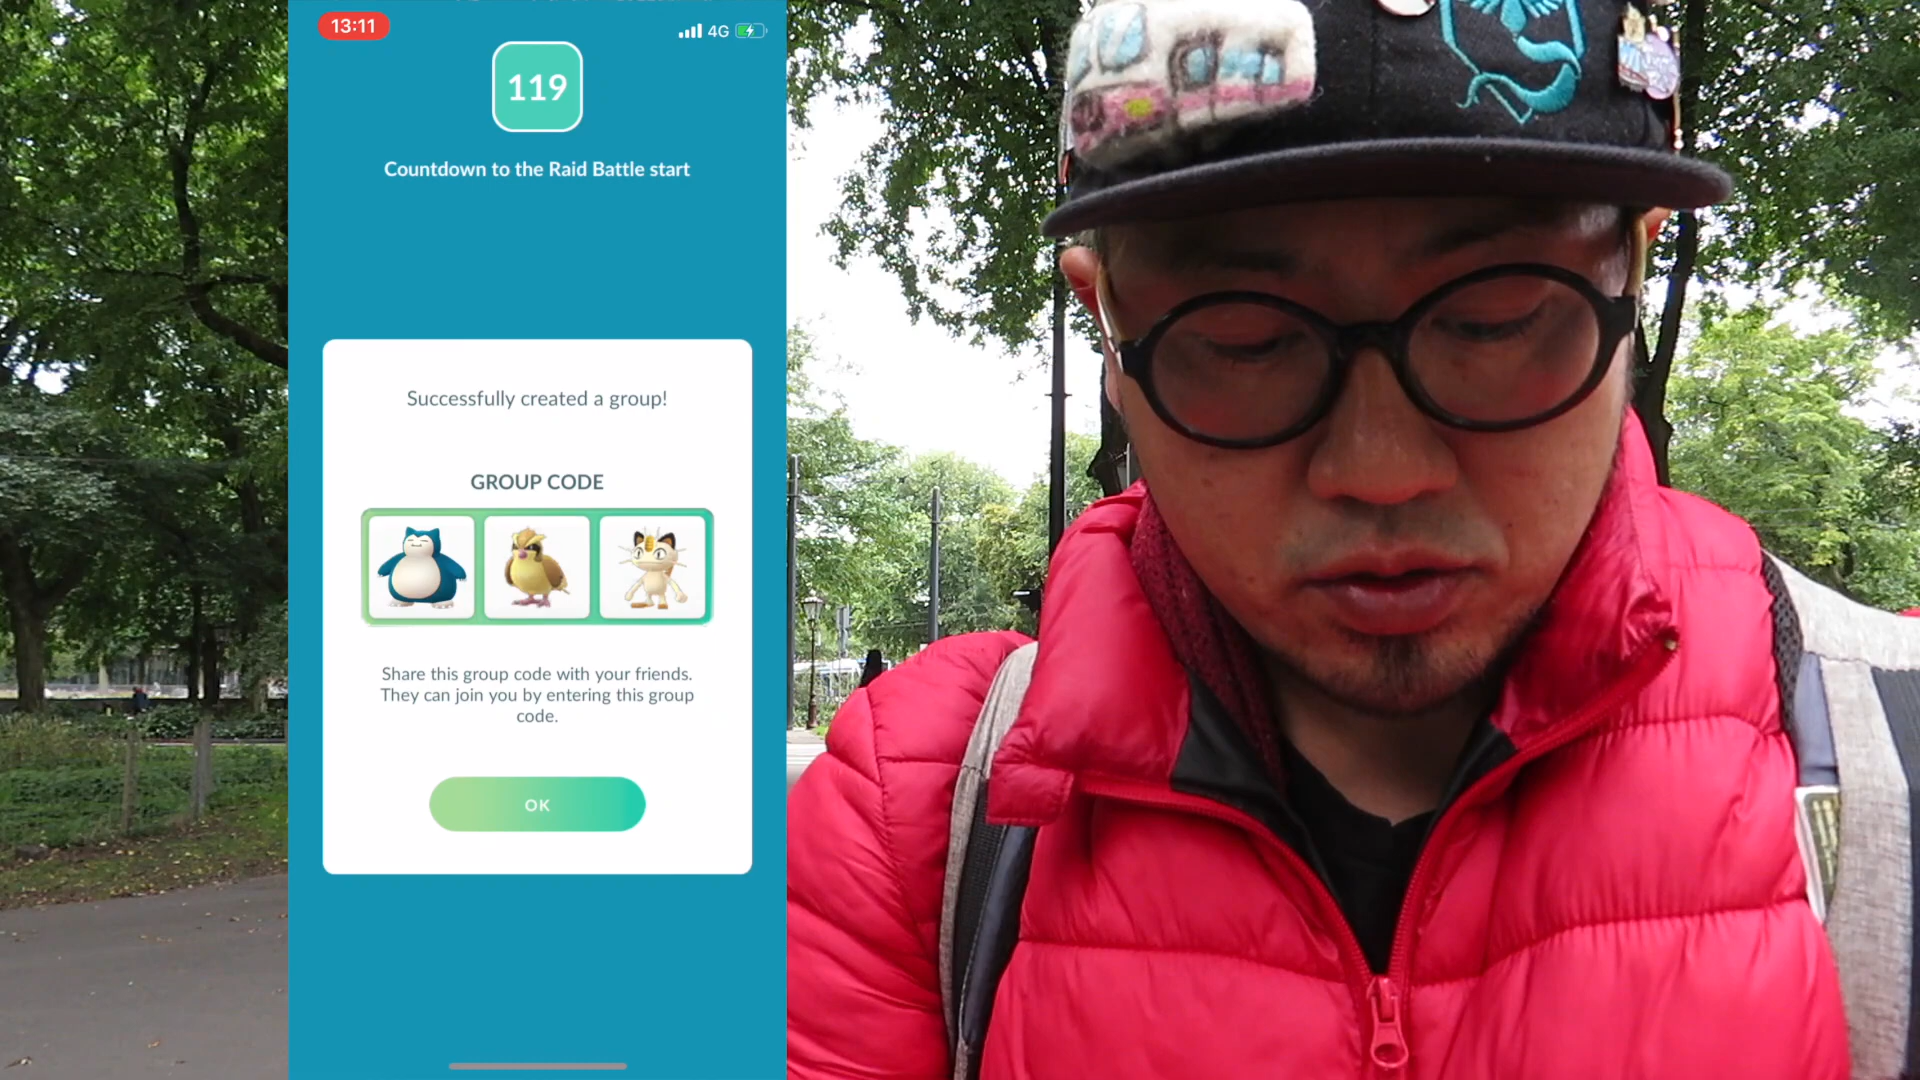 13:11
4G
119
Countdown to the Raid Battle start
Successfully created a group!
GROUP CODE
Share this group code with your friends.
They can join you by entering this group
code.
OK